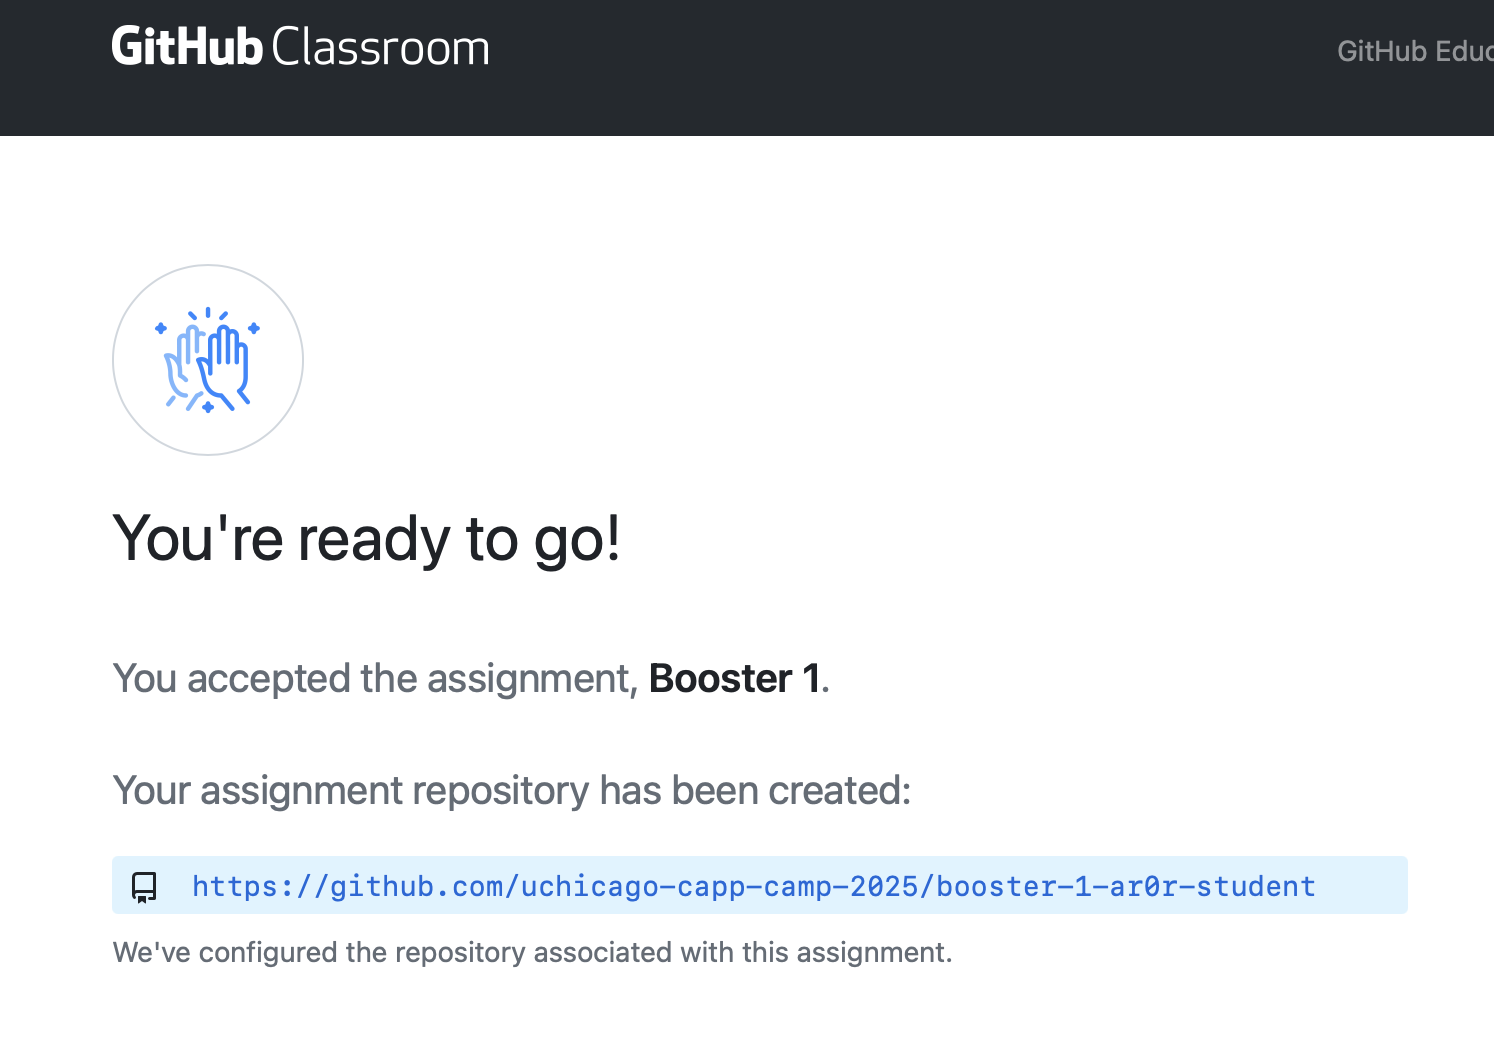 GitHub Classroom
GitHub Educ
You're ready to go!
You accepted the assignment, Booster 1.
Your assignment repository has been created:
https://github.com/uchicago-capp-camp-2025/booster-1-ar0r-student
We've configured the repository associated with this assignment.